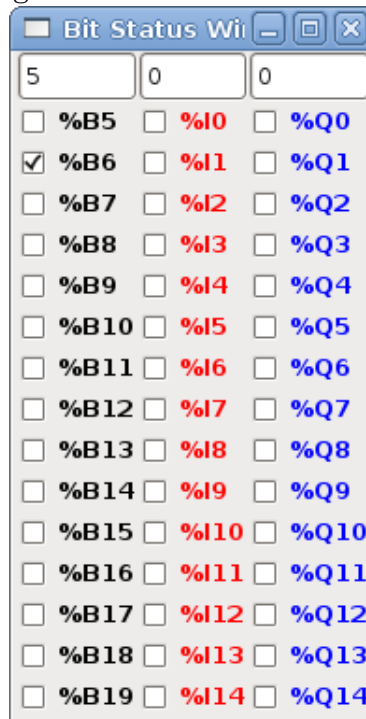 Bit Status Wi
5 0 0
%B5 %I0 %Q0
%B6 %I1 %Q1
%B7 %I2 %Q2
%B8 %I3 %Q3
%B9 %I4 %Q4
%B10 %I5 %Q5
%B11 %I6 %Q6
%B12 %I7 %Q7
%B13 %I8 %Q8
%B14 %I9 %Q9
%B15 %I10 %Q10
%B16 %I11 %Q11
%B17 %I12 %Q12
%B18 %I13 %Q13
%B19 %I14 %Q14